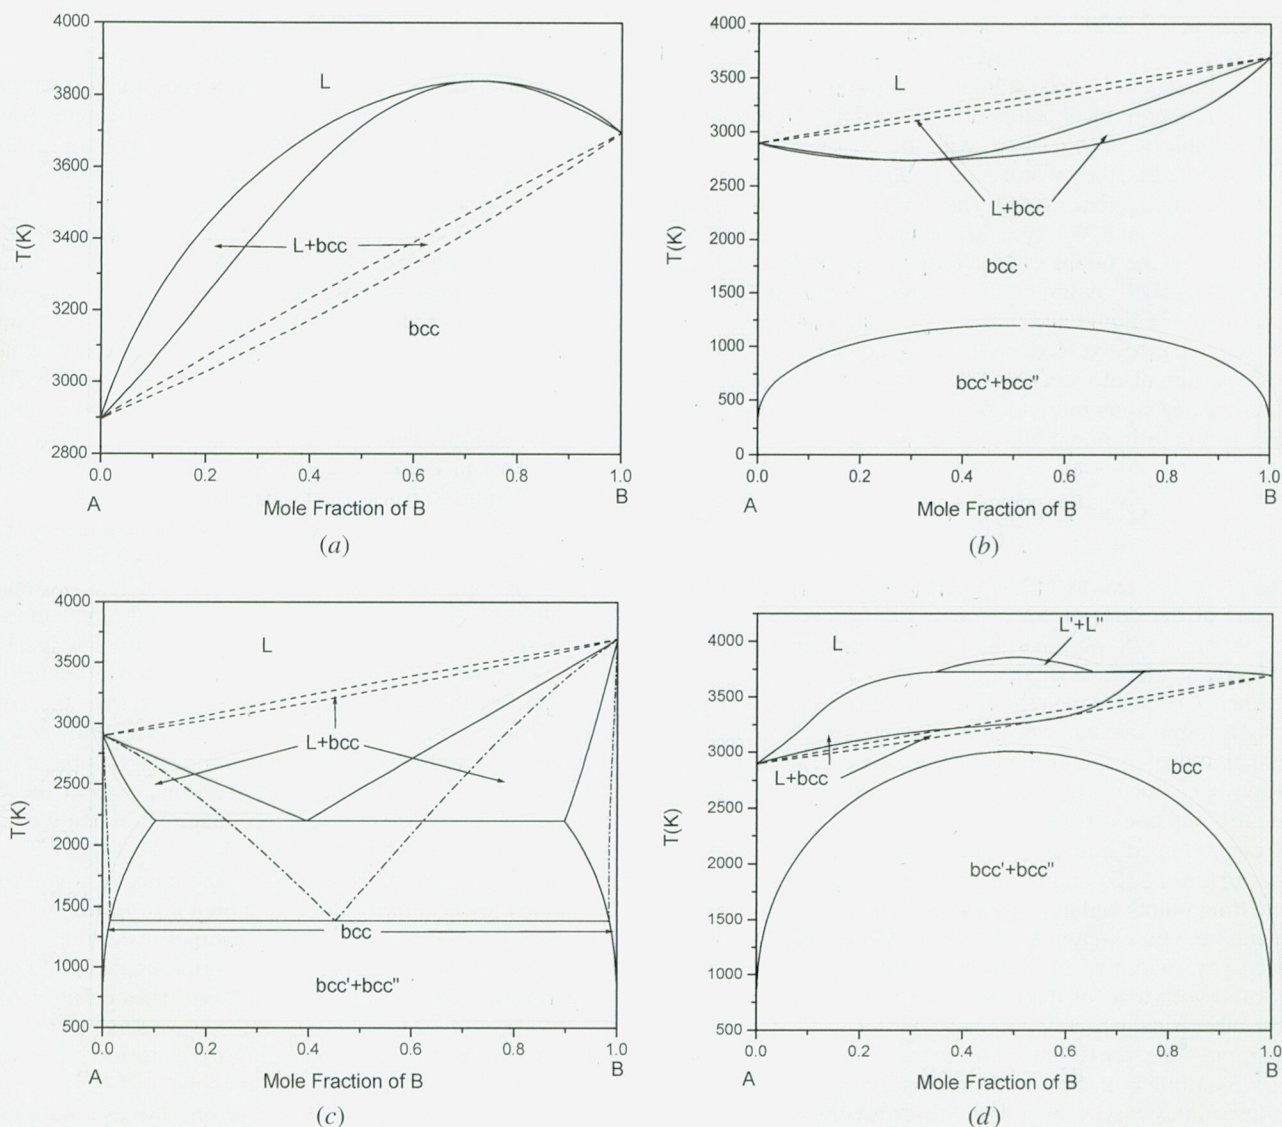 4000
3800
3600
3400
3200
3000
2800
T(K)
L
L+bcc
bcc
0.0 0.2 0.4 0.6 0.8 1.0
A B
Mole Fraction of B
(a)
4000
3500
3000
2500
2000
1500
1000
500
0
T(K)
L
L+bcc
bcc
bcc'+bcc"
0.0 0.2 0.4 0.6 0.8 1.0
A B
Mole Fraction of B
(b)
4000
3500
3000
2500
2000
1500
1000
500
T(K)
L
L+bcc
bcc
bcc'+bcc"
0.0 0.2 0.4 0.6 0.8 1.0
A B
Mole Fraction of B
(c)
4000
3500
3000
2500
2000
1500
1000
500
T(K)
L'+L"
L
L+bcc
bcc
bcc'+bcc"
0.0 0.2 0.4 0.6 0.8 1.0
A B
Mole Fraction of B
(d)